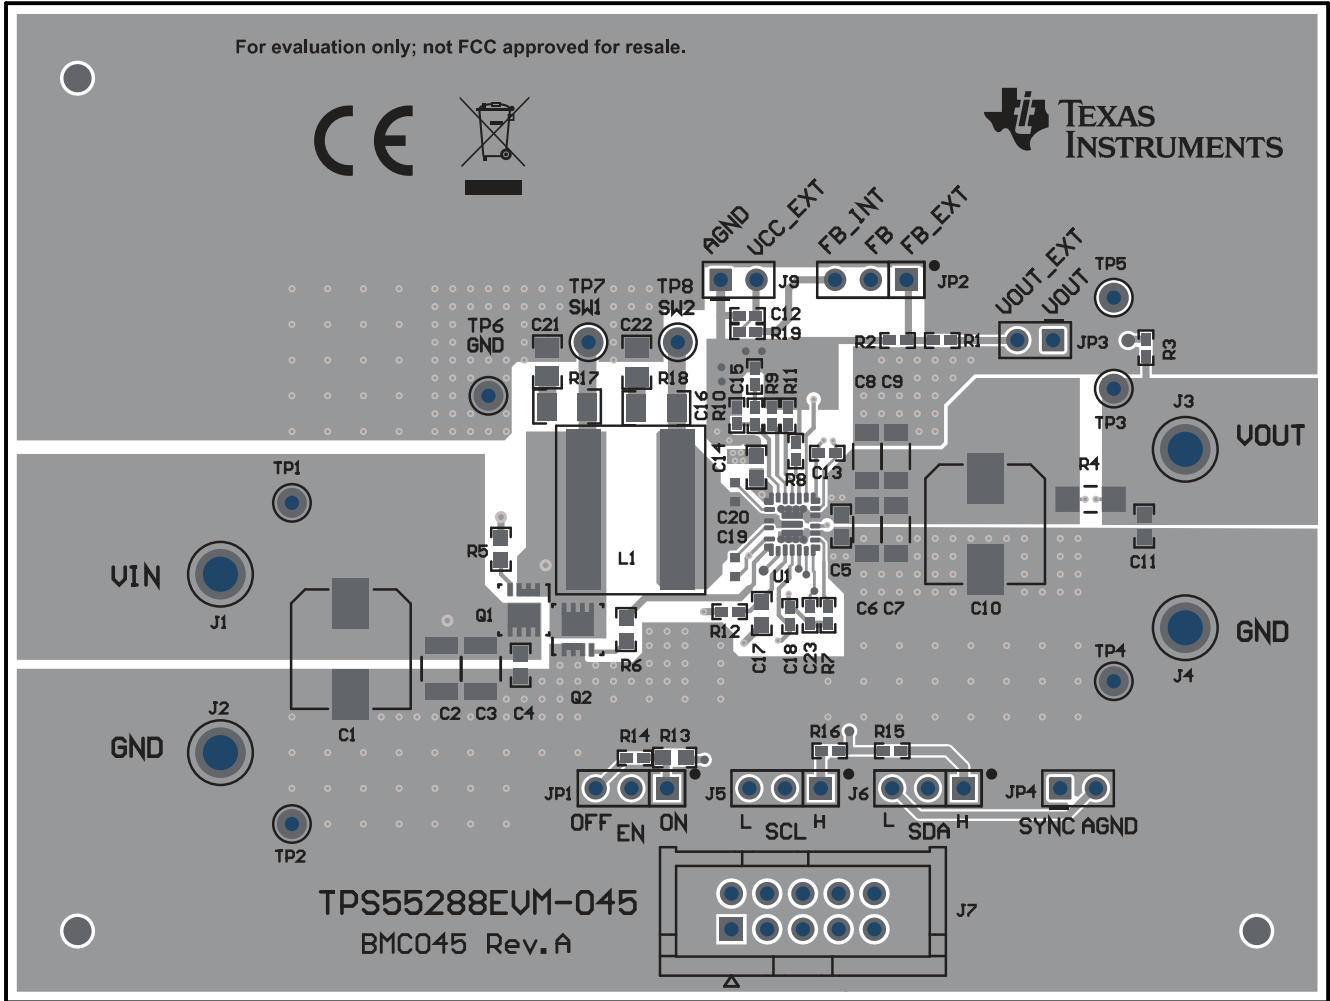 For evaluation only; not FCC approved for resale.
TEXAS
INSTRUMENTS
AGND
VCC_EXT
FB_INT
FB
FB_EXT
J9
JP2
VOUT_EXT
VOUT
TP5
TP7
SW1
TP8
SW2
TP6
GND
C21
C22
C12
R19
R2
R1
JP3
R3
R17
R18
C16
R10
C15
R9
R11
C8 C9
TP3
J3
VOUT
TP1
C14
R8
C13
R4
R5
L1
C20
C19
U1
C5
C11
VIN
J1
Q1
R12
C17
C18
C23
R7
C6 C7
C10
GND
J4
R6
TP4
Q2
J2
GND
C1
C2
C3
C4
R14
R13
R16
R15
JP1
J5
J6
JP4
OFF
EN
ON
L
SCL
H
L
SDA
H
SYNC
AGND
TP2
TPS55288EVM-045
BMC045 Rev.A
J7